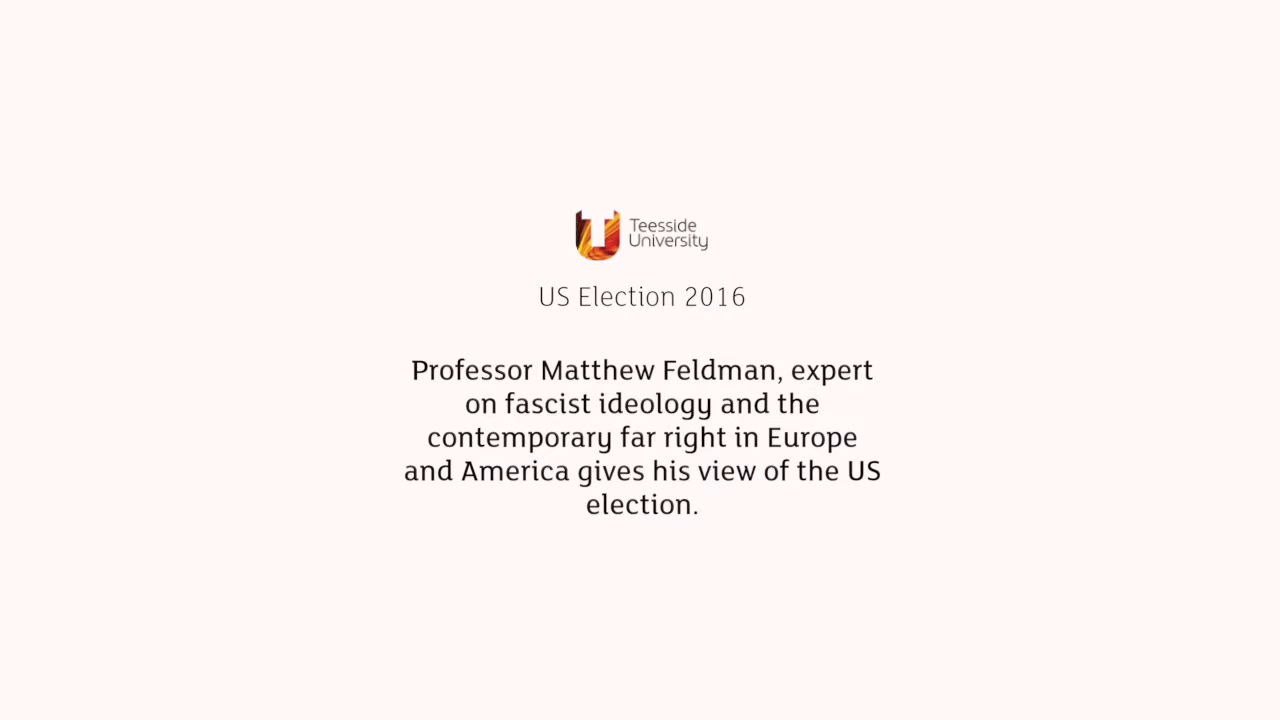 Teesside
University
US Election 2016
Professor Matthew Feldman, expert
on fascist ideology and the
contemporary far right in Europe
and America gives his view of the US
election.